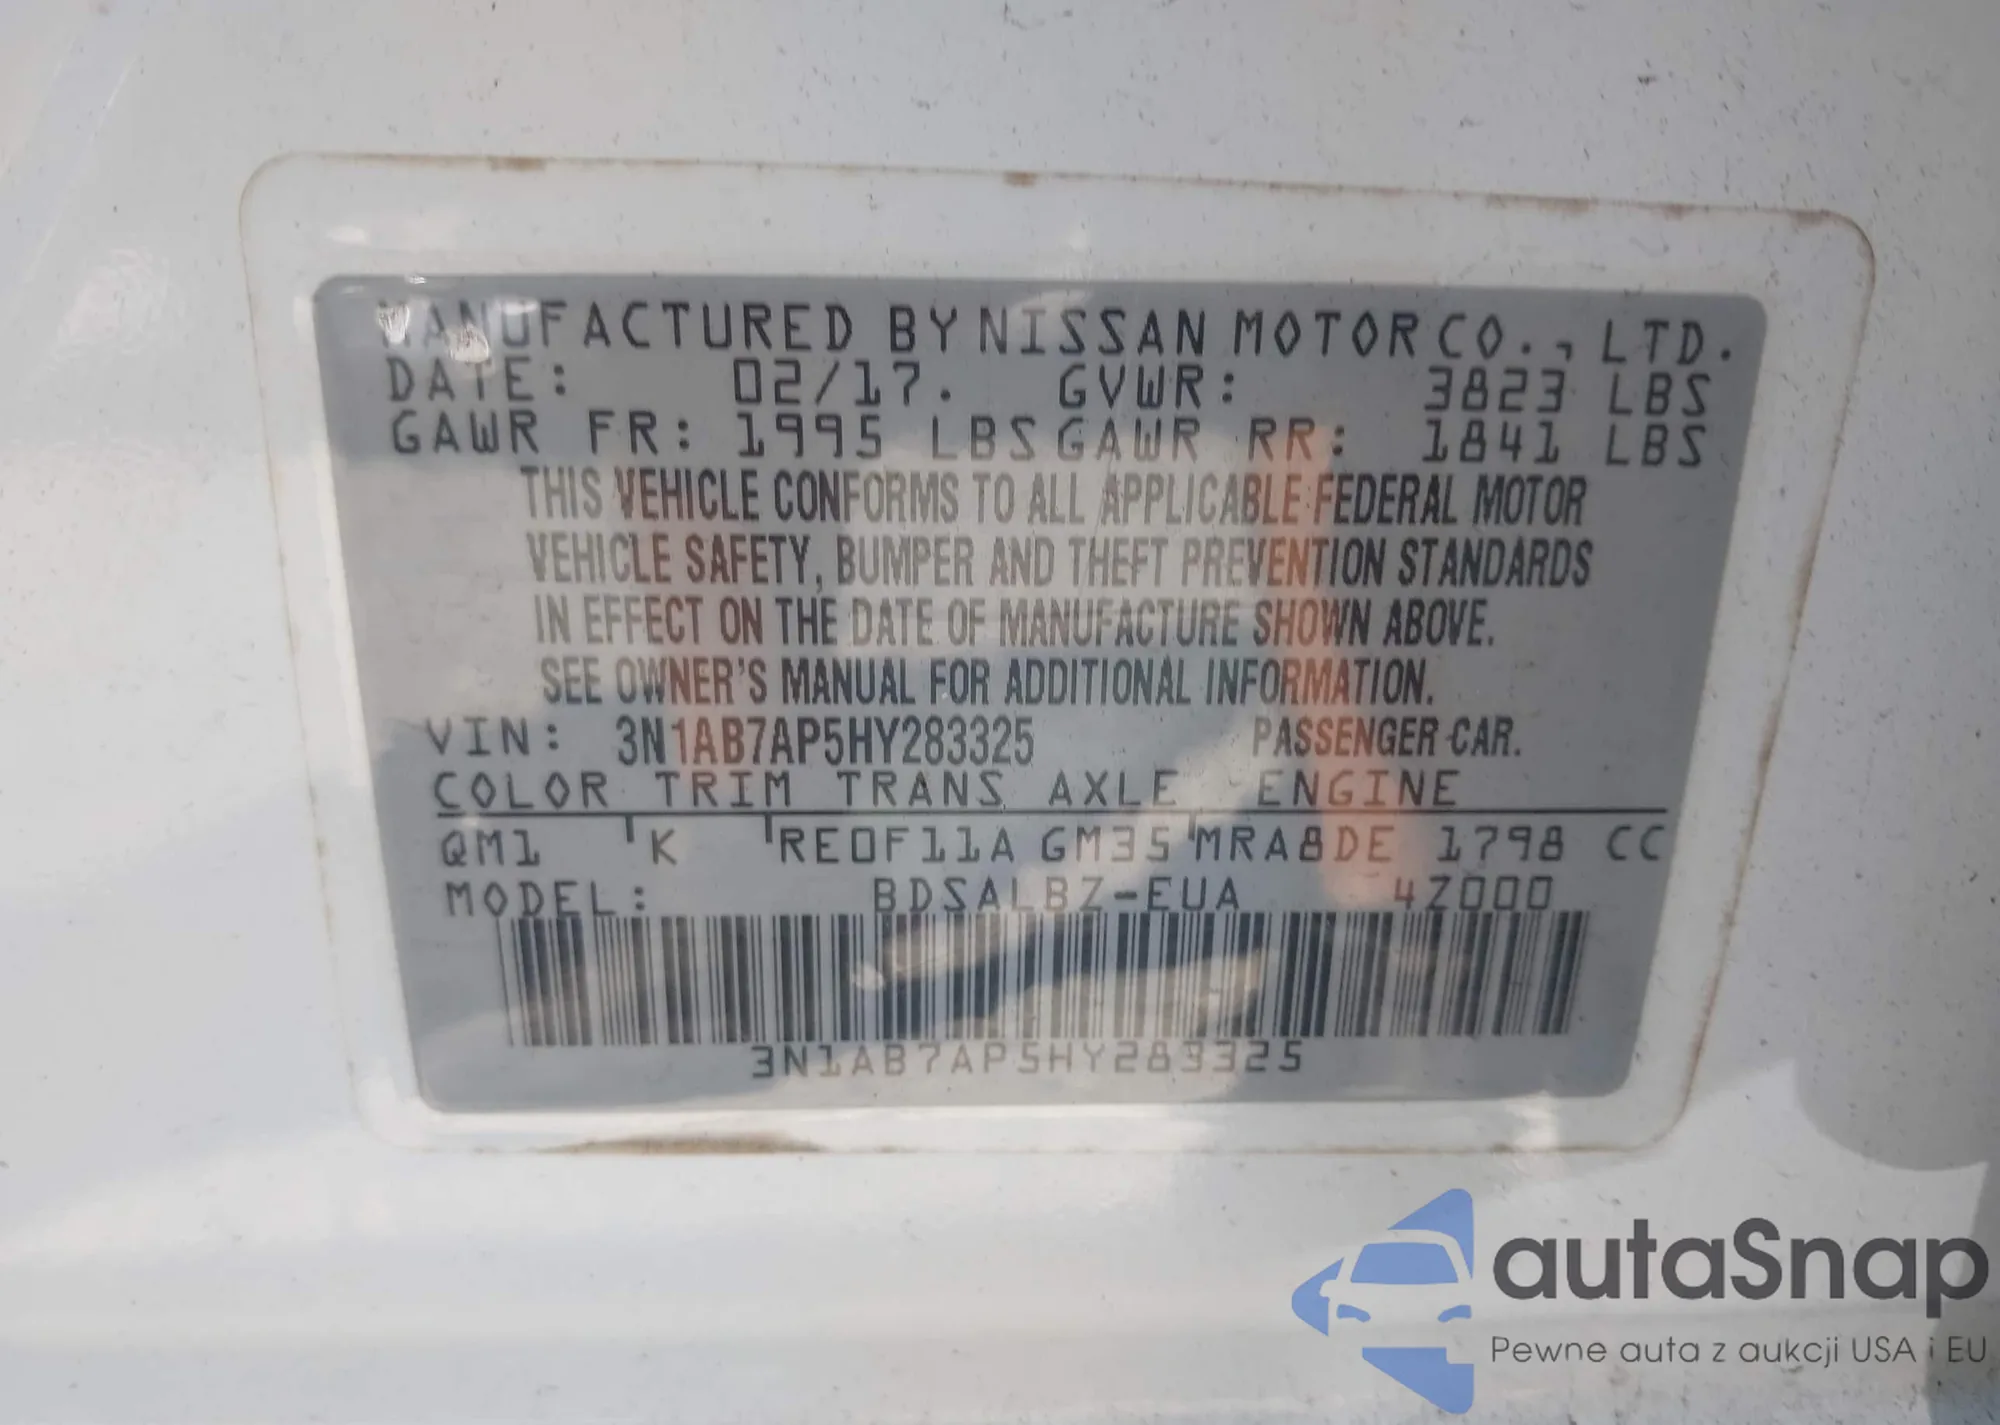 MANUFACTURED BY NISSAN MOTOR CO., LTD.
DATE: 02/17. GVWR: 3823 LBS
GAWR FR: 1995 LBS GAWR RR: 1841 LBS
THIS VEHICLE CONFORMS TO ALL APPLICABLE FEDERAL MOTOR
VEHICLE SAFETY, BUMPER AND THEFT PREVENTION STANDARDS
IN EFFECT ON THE DATE OF MANUFACTURE SHOWN ABOVE.
SEE OWNER'S MANUAL FOR ADDITIONAL INFORMATION.
VIN: 3N1AB7AP5HY283325 PASSENGER CAR.
COLOR TRIM TRANS AXLE ENGINE
QM1 K RE0F11A GM35 MRA8DE 1798 CC
MODEL: BDSALBZ-EUA 4Z000
3N1AB7AP5HY283325
autaSnap
Pewne auta z aukcji USA i EU